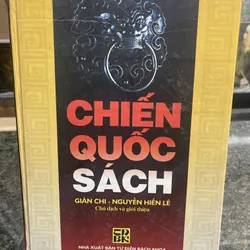 CHIẾN
QUỐC
SÁCH
GIẢN CHI - NGUYỄN HIẾN LÊ
Chú dịch và giới thiệu
NHÀ XUẤT BẢN TỪ ĐIỂN BÁCH KHOA